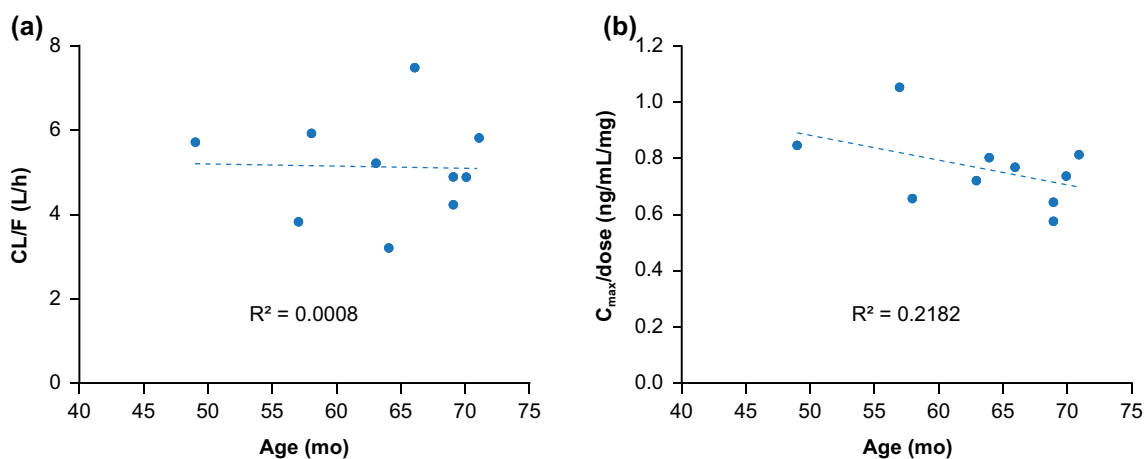 (a)
8
6
4
2
0
CL/F (L/h)
R² = 0.0008
40 45 50 55 60 65 70 75
Age (mo)
(b)
1.2
1.0
0.8
0.6
0.4
0.2
0.0
Cmax/dose (ng/mL/mg)
R² = 0.2182
40 45 50 55 60 65 70 75
Age (mo)